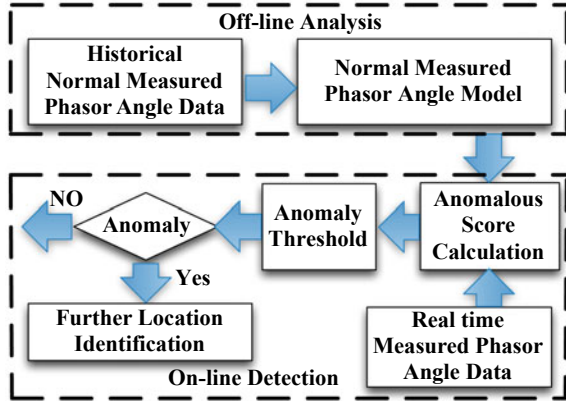 Off-line Analysis
Historical
Normal Measured
Phasor Angle Data
Normal Measured
Phasor Angle Model
NO
Anomaly
Yes
Anomaly
Threshold
Anomalous
Score
Calculation
Further Location
Identification
Real time
Measured Phasor
Angle Data
On-line Detection